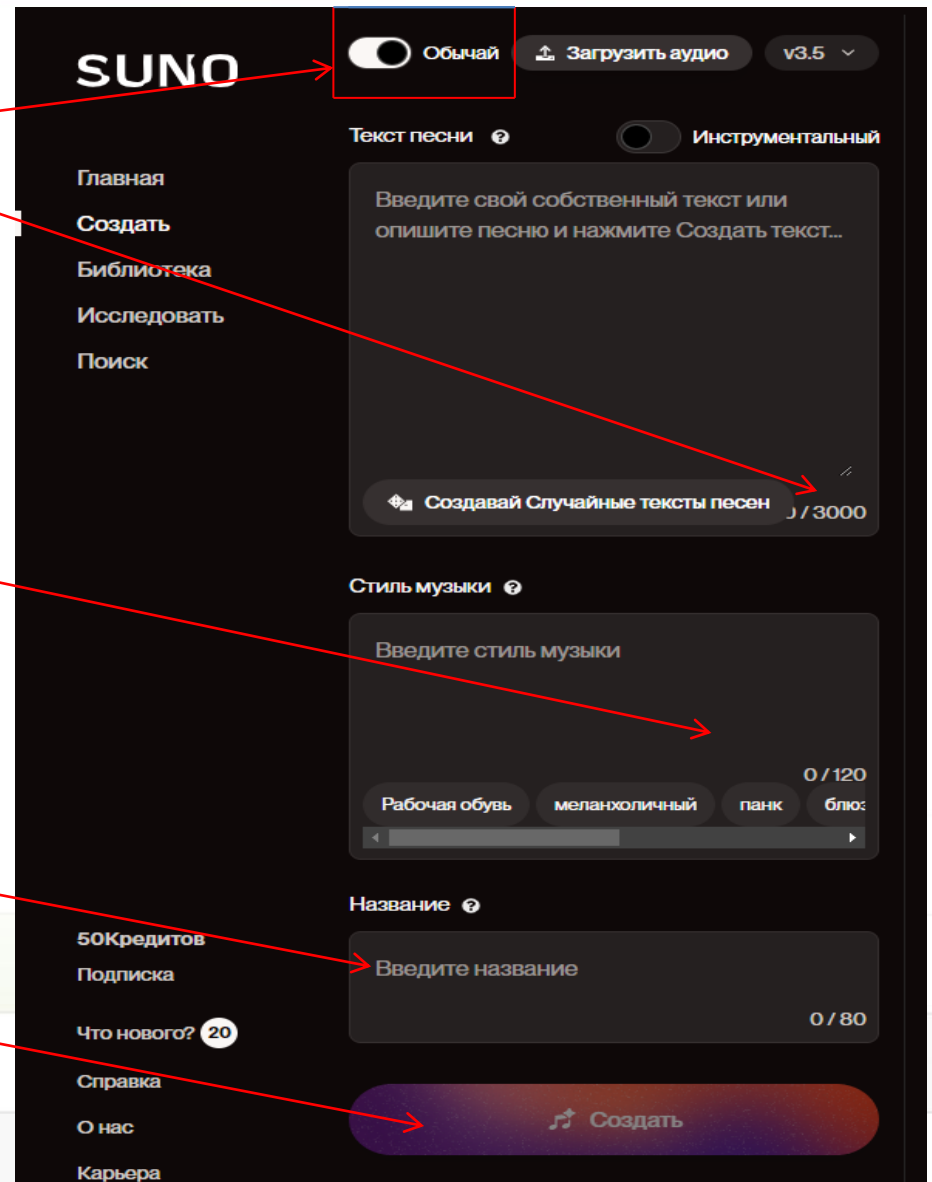 SUNO
Главная
Создать
Библиотека
Исследовать
Поиск
50Кредитов
Подписка
Что нового? 20
Справка
О нас
Карьера
Обычай
Загрузить аудио
v3.5
Текст песни
Инструментальный
Введите свой собственный текст или
опишите песню и нажмите Создать текст...
Создавай Случайные тексты песен
/ 3000
Стиль музыки
Введите стиль музыки
0 / 120
Рабочая обувь меланхоличный панк
Название
Введите название
0 / 80
Создать